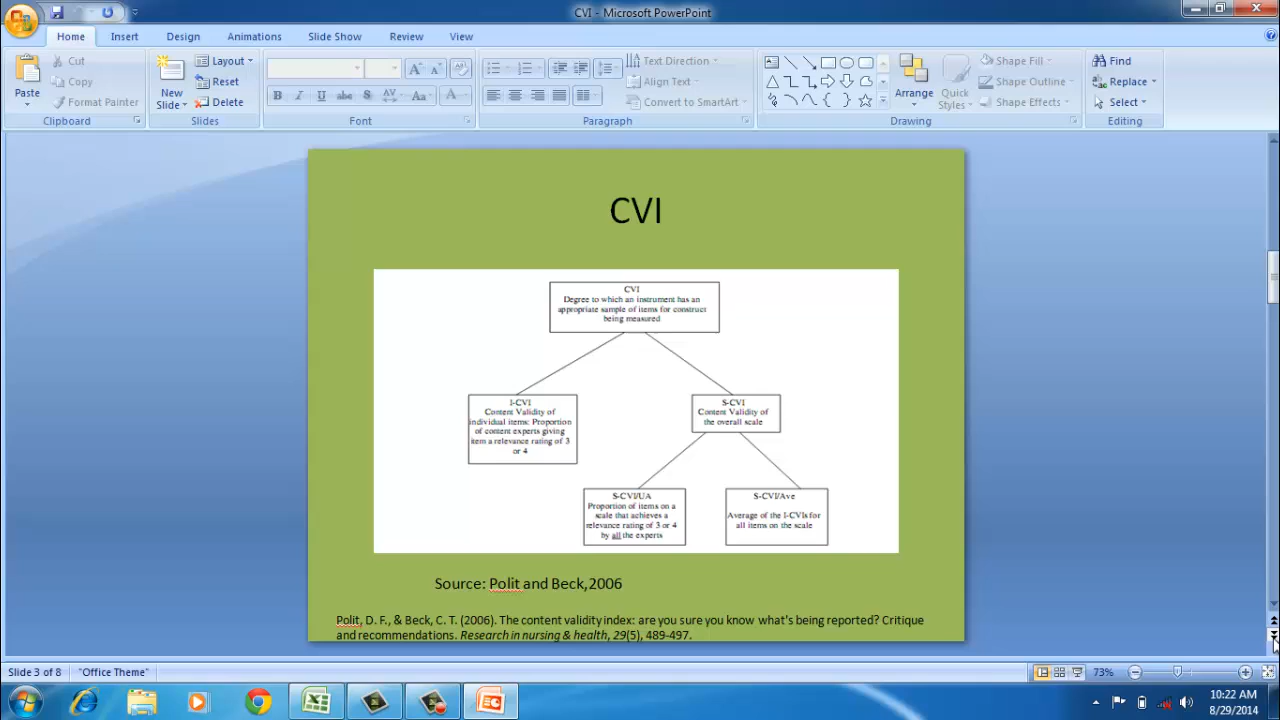 CVI - Microsoft PowerPoint
Home Insert Design Animations Slide Show Review View
Paste
Cut
Copy
Format Painter
Clipboard
New
Slide
Layout
Reset
Delete
Slides
B I U abe S AV Aa A
Font
Text Direction
Align Text
Convert to SmartArt
Paragraph
Arrange
Quick
Styles
Shape Fill
Shape Outline
Shape Effects
Drawing
Find
Replace
Select
Editing
CVI
CVI
Degree to which an instrument has an
appropriate sample of items for construct
being measured
I-CVI
Content Validity of
individual items: Proportion
of content experts giving
item a relevance rating of 3
or 4
S-CVI
Content Validity of
the overall scale
S-CVI/UA
Proportion of items on a
scale that achieves a
relevance rating of 3 or 4
by all the experts
S-CVI/Ave
Average of the I-CVIs for
all items on the scale
Source: Polit and Beck,2006
Polit, D. F., & Beck, C. T. (2006). The content validity index: are you sure you know what's being reported? Critique
and recommendations. Research in nursing & health, 29(5), 489-497.
Slide 3 of 8 "Office Theme" 73%
10:22 AM
8/29/2014